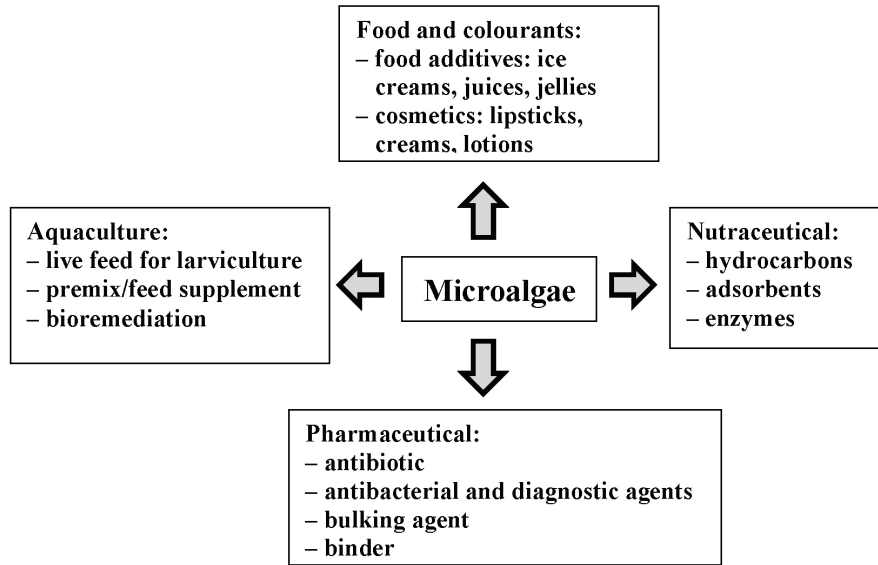 Food and colourants:
– food additives: ice
creams, juices, jellies
– cosmetics: lipsticks,
creams, lotions
Aquaculture:
– live feed for larviculture
– premix/feed supplement
– bioremediation
Microalgae
Nutraceutical:
– hydrocarbons
– adsorbents
– enzymes
Pharmaceutical:
– antibiotic
– antibacterial and diagnostic agents
– bulking agent
– binder